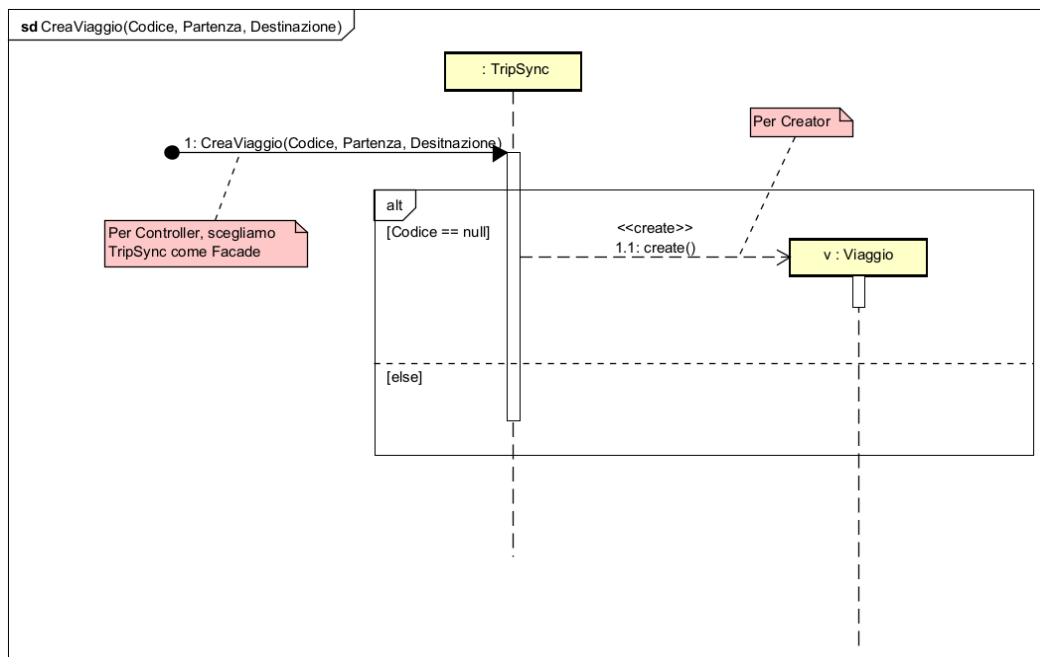 sd CreaViaggio(Codice, Partenza, Destinazione)
: TripSync
Per Creator
1: CreaViaggio(Codice, Partenza, Desitnazione)
alt
Per Controller, scegliamo
TripSync come Facade
[Codice == null]
<<create>>
1.1: create()
v : Viaggio
[else]